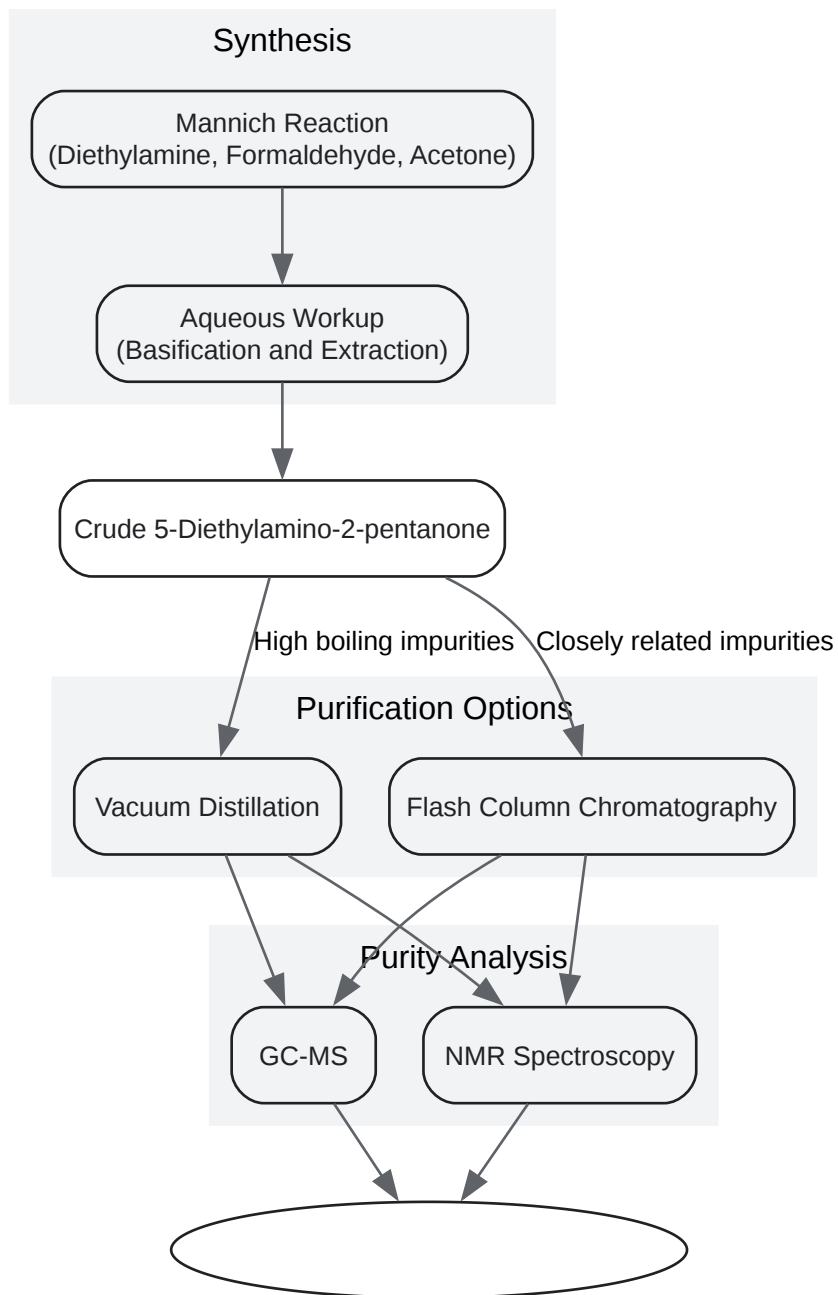 Synthesis
Mannich Reaction
(Diethylamine, Formaldehyde, Acetone)
Aqueous Workup
(Basification and Extraction)
Crude 5-Diethylamino-2-pentanone
High boiling impurities
Closely related impurities
Purification Options
Vacuum Distillation
Flash Column Chromatography
Purity Analysis
GC-MS
NMR Spectroscopy